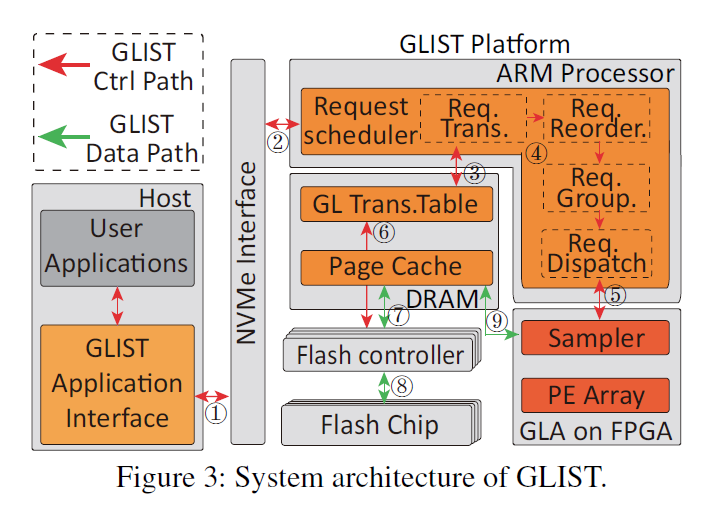 GLIST
Ctrl Path
GLIST
Data Path
GLIST Platform
ARM Processor
Request
scheduler
Req.
Trans.
Req.
Reorder.
Req.
Group.
Req.
Dispatch
②
③
④
⑤
NVMe Interface
Host
User
Applications
GLIST
Application
Interface
①
GL Trans.Table
⑥
Page Cache
DRAM
⑦
⑨
Flash controller
⑧
Flash Chip
Sampler
PE Array
GLA on FPGA
Figure 3: System architecture of GLIST.